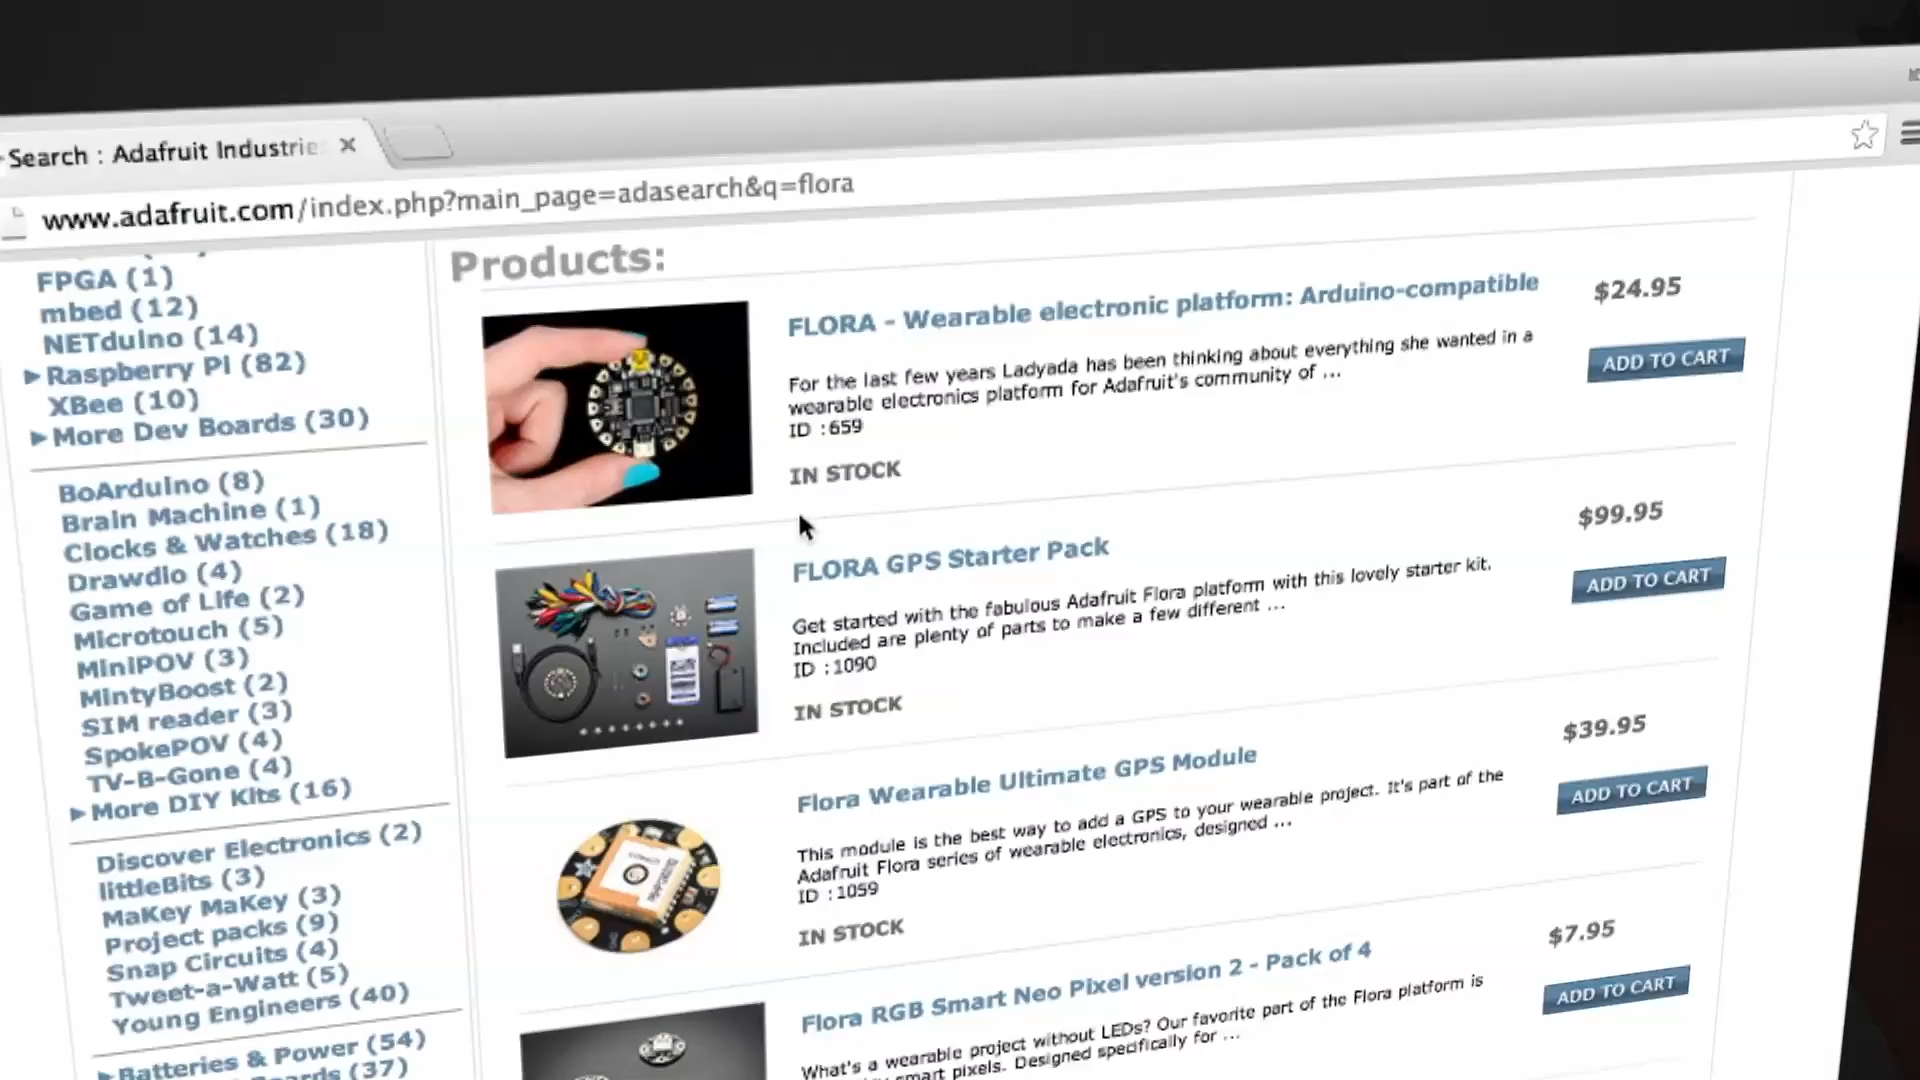 Search : Adafruit Industrie
www.adafruit.com/index.php?main_page=adasearch&q=flora
FPGA (1)
mbed (12)
NETduino (14)
Raspberry Pi (82)
XBee (10)
More Dev Boards (30)
BoArduino (8)
Brain Machine (1)
Clocks & Watches (18)
Drawdio (4)
Game of Life (2)
Microtouch (5)
MiniPOV (3)
MintyBoost (2)
SIM reader (3)
SpokePOV (4)
TV-B-Gone (4)
More DIY Kits (16)
Discover Electronics (2)
littleBits (3)
MaKey MaKey (3)
Project packs (9)
Snap Circuits (4)
Tweet-a-Watt (5)
Young Engineers (40)
Batteries & Power (54)
(37)
Products:
FLORA - Wearable electronic platform: Arduino-compatible
$24.95
ADD TO CART
For the last few years Ladyada has been thinking about everything she wanted in a
wearable electronics platform for Adafruit's community of ...
ID :659
IN STOCK
FLORA GPS Starter Pack
$99.95
ADD TO CART
Get started with the fabulous Adafruit Flora platform with this lovely starter kit.
Included are plenty of parts to make a few different ...
ID :1090
IN STOCK
Flora Wearable Ultimate GPS Module
$39.95
ADD TO CART
This module is the best way to add a GPS to your wearable project. It's part of the
Adafruit Flora series of wearable electronics, designed ...
ID :1059
IN STOCK
Flora RGB Smart Neo Pixel version 2 - Pack of 4
$7.95
ADD TO CART
What's a wearable project without LEDs? Our favorite part of the Flora platform is
smart pixels. Designed specifically for ...